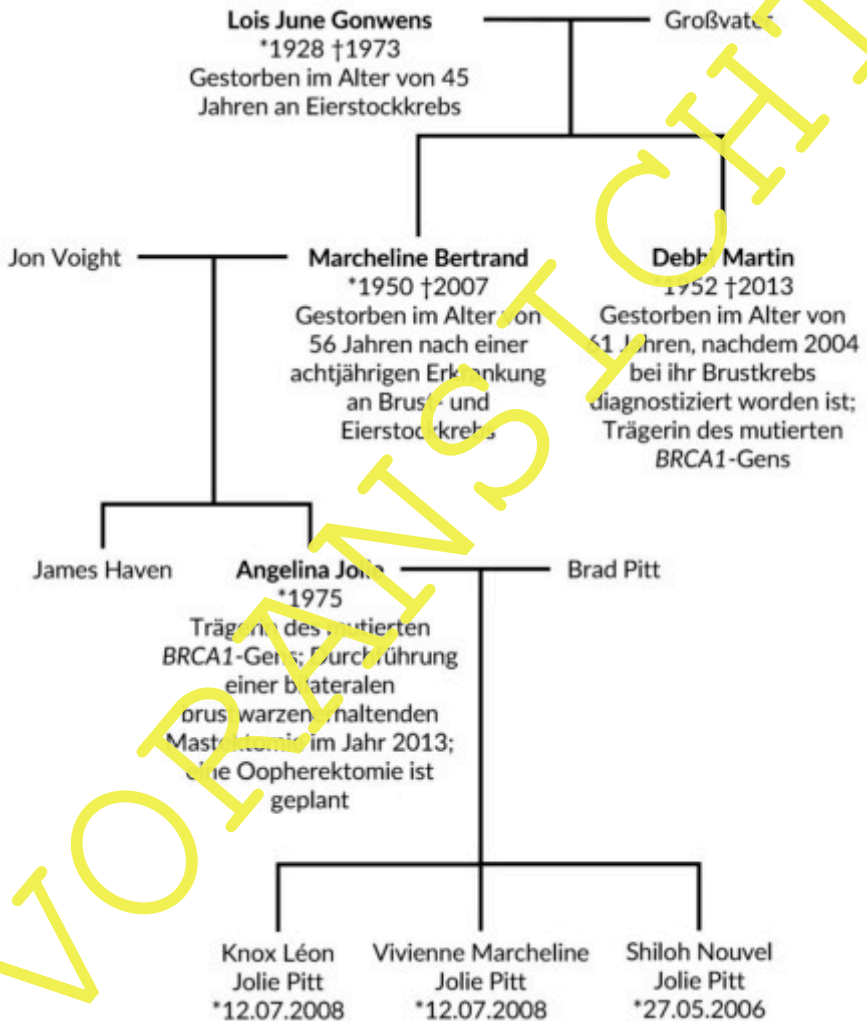 Lois June Gonwens
*1928 †1973
Gestorben im Alter von 45
Jahren an Eierstockkrebs
Großvater
Jon Voight
Marcheline Bertrand
*1950 †2007
Gestorben im Alter von
56 Jahren nach einer
achtjährigen Erkrankung
an Brust- und
Eierstockkrebs
Debbi Martin
*1952 †2013
Gestorben im Alter von
61 Jahren, nachdem 2004
bei ihr Brustkrebs
diagnostiziert worden ist;
Trägerin des mutierten
BRCA1-Gens
James Haven
Angelina Jolie
*1975
Trägerin des mutierten
BRCA1-Gens; Durchführung
einer bilateralen
brustwarzenerhaltenden
Mastektomie im Jahr 2013;
eine Oopherektomie ist
geplant
Brad Pitt
Knox Léon
Jolie Pitt
*12.07.2008
Vivienne Marcheline
Jolie Pitt
*12.07.2008
Shiloh Nouvel
Jolie Pitt
*27.05.2006
VORANSICHT